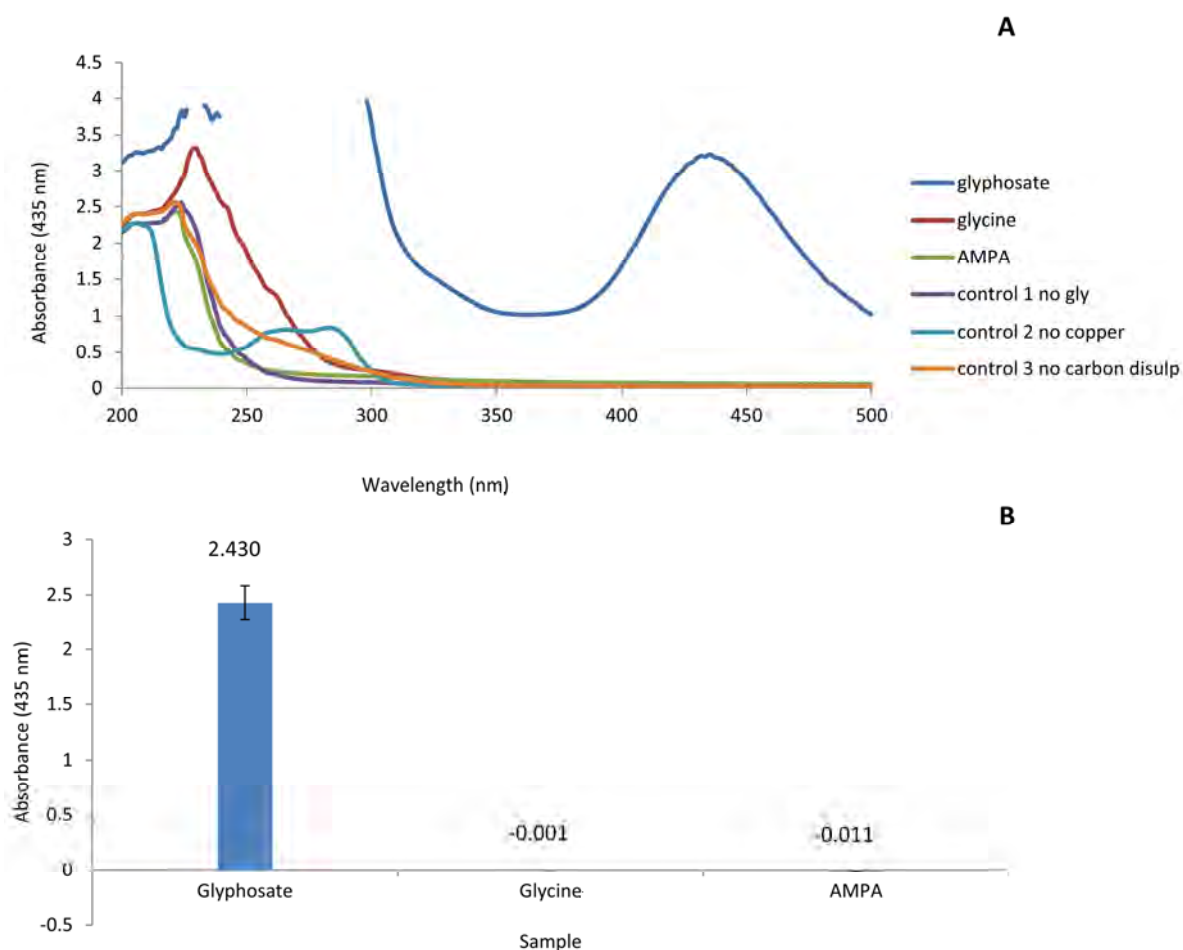 A
4.5
4
3.5
3
2.5
2
1.5
1
0.5
0
Absorbance (435 nm)
200 250 300 350 400 450 500
Wavelength (nm)
glyphosate
glycine
AMPA
control 1 no gly
control 2 no copper
control 3 no carbon disulp
B
3
2.5
2
1.5
1
0.5
0
-0.5
Absorbance (435 nm)
2.430
-0.001
-0.011
Glyphosate Glycine AMPA
Sample